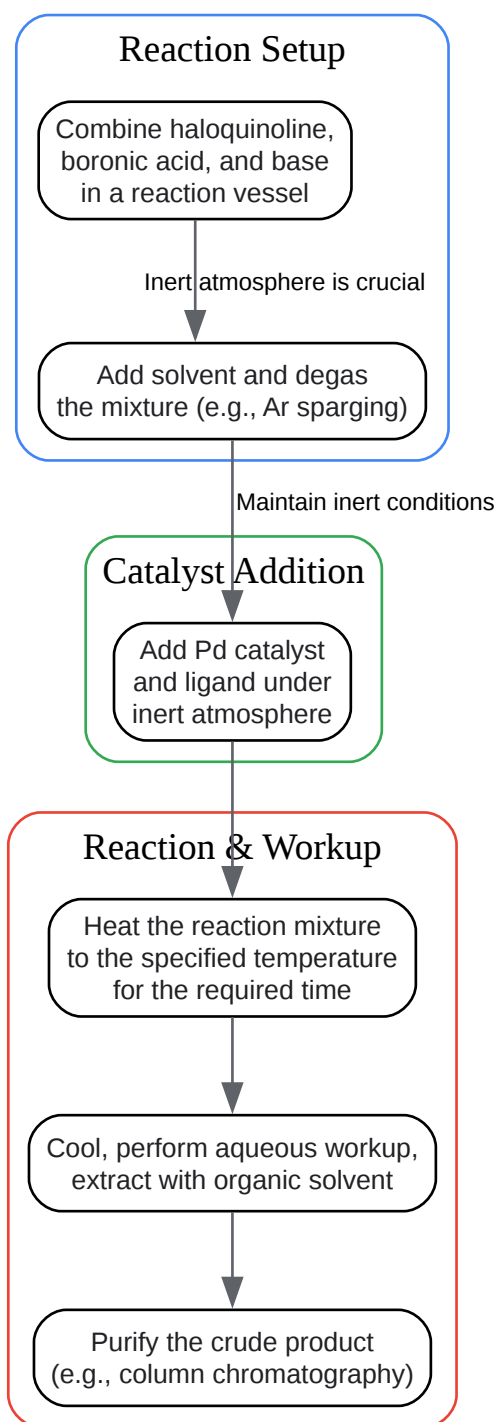 Reaction Setup
Combine haloquinoline,
boronic acid, and base
in a reaction vessel
Inert atmosphere is crucial
Add solvent and degas
the mixture (e.g., Ar sparging)
Maintain inert conditions
Catalyst Addition
Add Pd catalyst
and ligand under
inert atmosphere
Reaction & Workup
Heat the reaction mixture
to the specified temperature
for the required time
Cool, perform aqueous workup,
extract with organic solvent
Purify the crude product
(e.g., column chromatography)